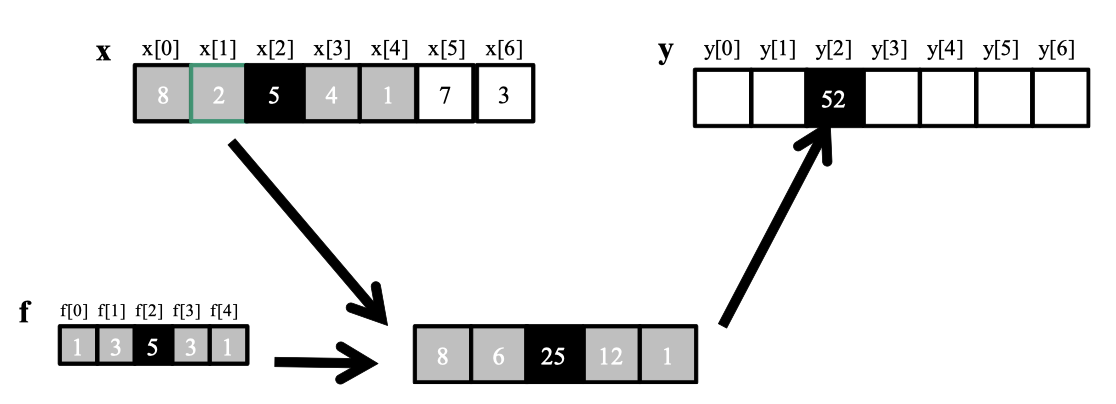 x x[0] x[1] x[2] x[3] x[4] x[5] x[6]
8 2 5 4 1 7 3
y y[0] y[1] y[2] y[3] y[4] y[5] y[6]
52
f f[0] f[1] f[2] f[3] f[4]
1 3 5 3 1
8 6 25 12 1